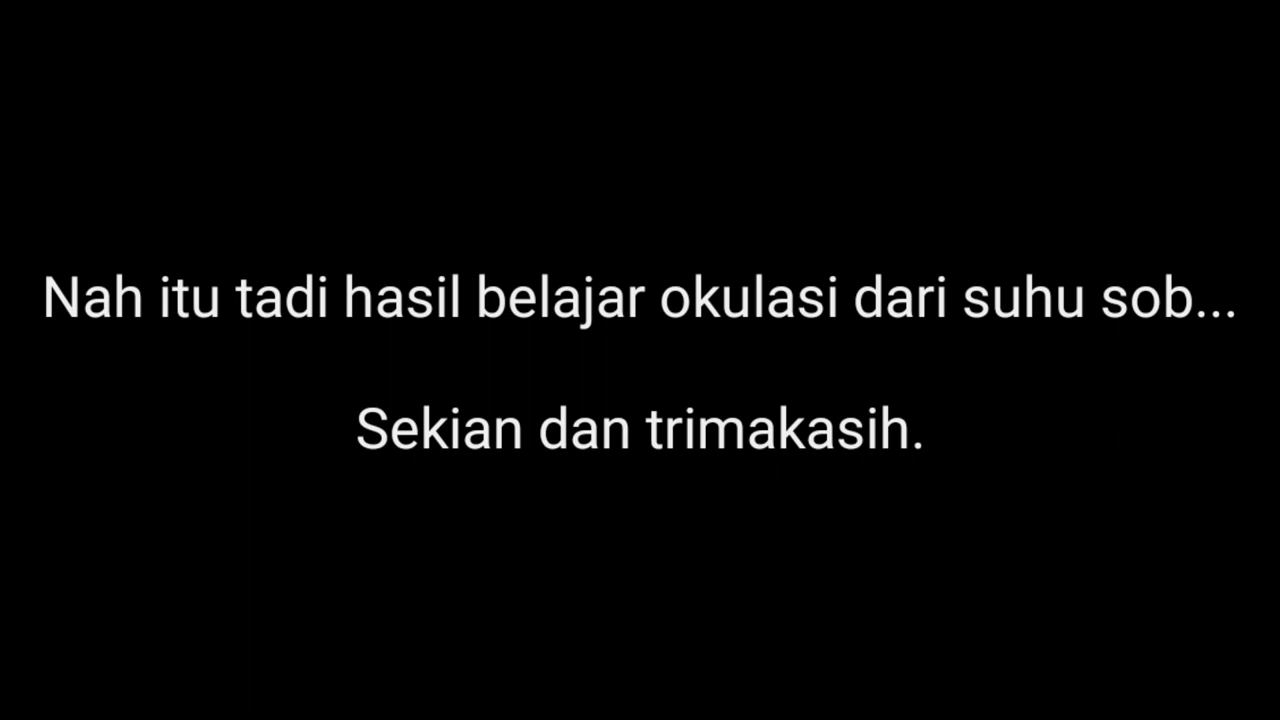 Nah itu tadi hasil belajar okulasi dari suhu sob...
Sekian dan trimakasih.